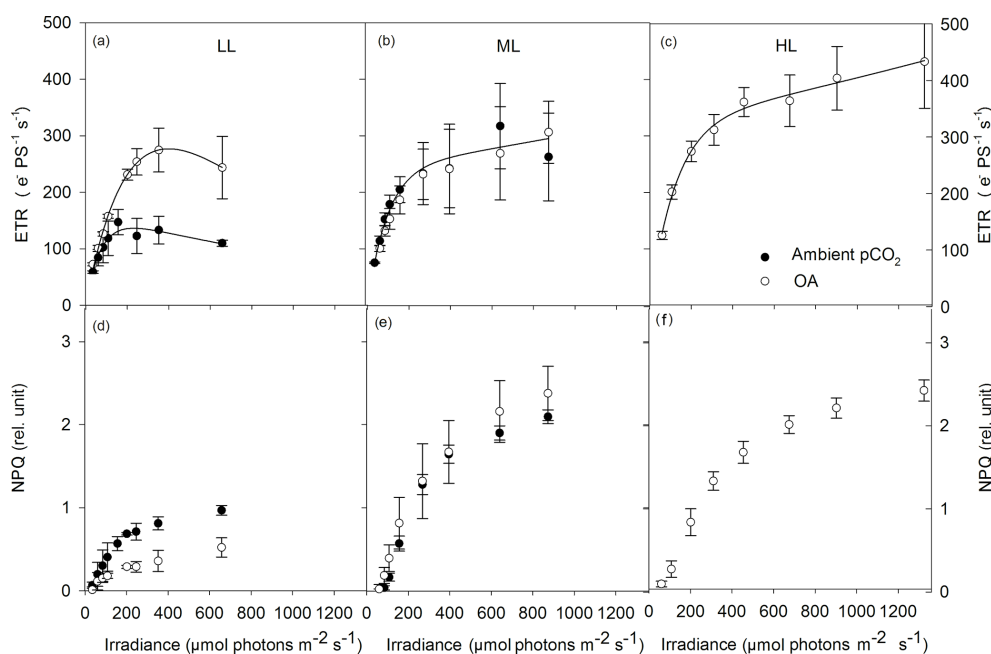 (a) LL
(b) ML
(c) HL
500
400
300
200
100
0
ETR ( e⁻ PS⁻¹ s⁻¹)
500
400
300
200
100
0
ETR ( e⁻ PS⁻¹ s⁻¹)
Ambient pCO₂
OA
(d)
(e)
(f)
3
2
1
0
NPQ (rel. unit)
3
2
1
0
NPQ (rel. unit)
0 200 400 600 800 1000
200 400 600 800 1000
0 200 400 600 800 1000 1200
Irradiance (µmol photons m⁻² s⁻¹)
Irradiance (µmol photons m⁻² s⁻¹)
Irradiance (µmol photons m⁻² s⁻¹)